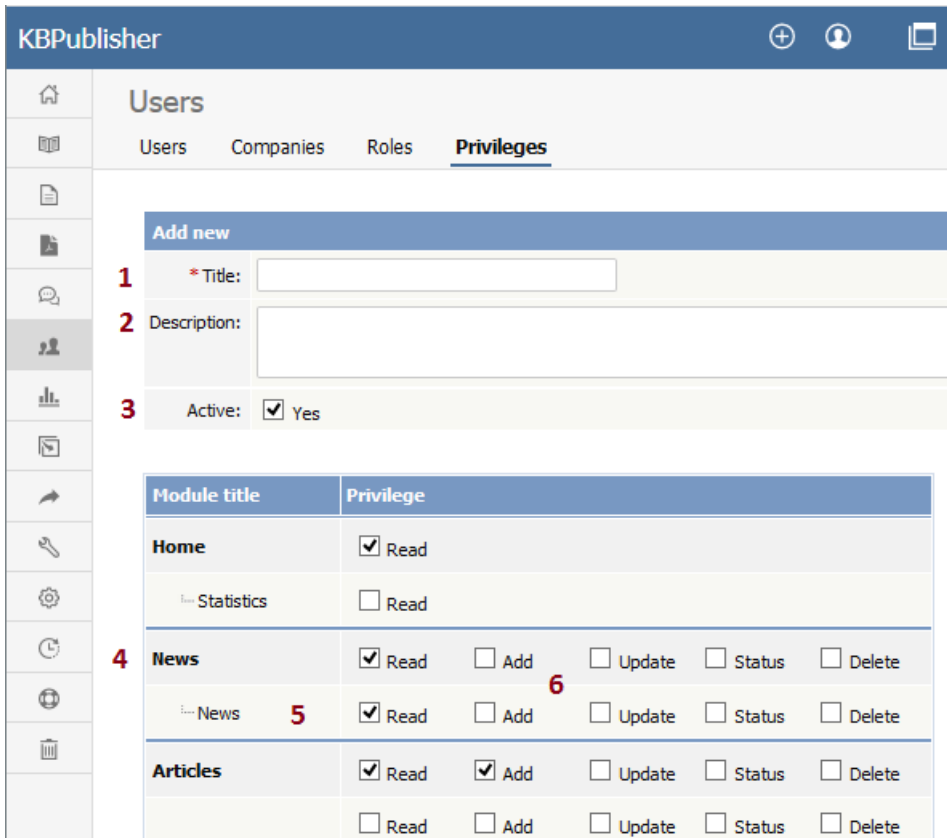 KBPublisher
Users
Users Companies Roles Privileges
Add new
1 * Title:
2 Description:
3 Active: Yes
Module title Privilege
Home Read
Statistics Read
4 News Read Add Update Status Delete
6
News 5 Read Add Update Status Delete
Articles Read Add Update Status Delete
Read Add Update Status Delete